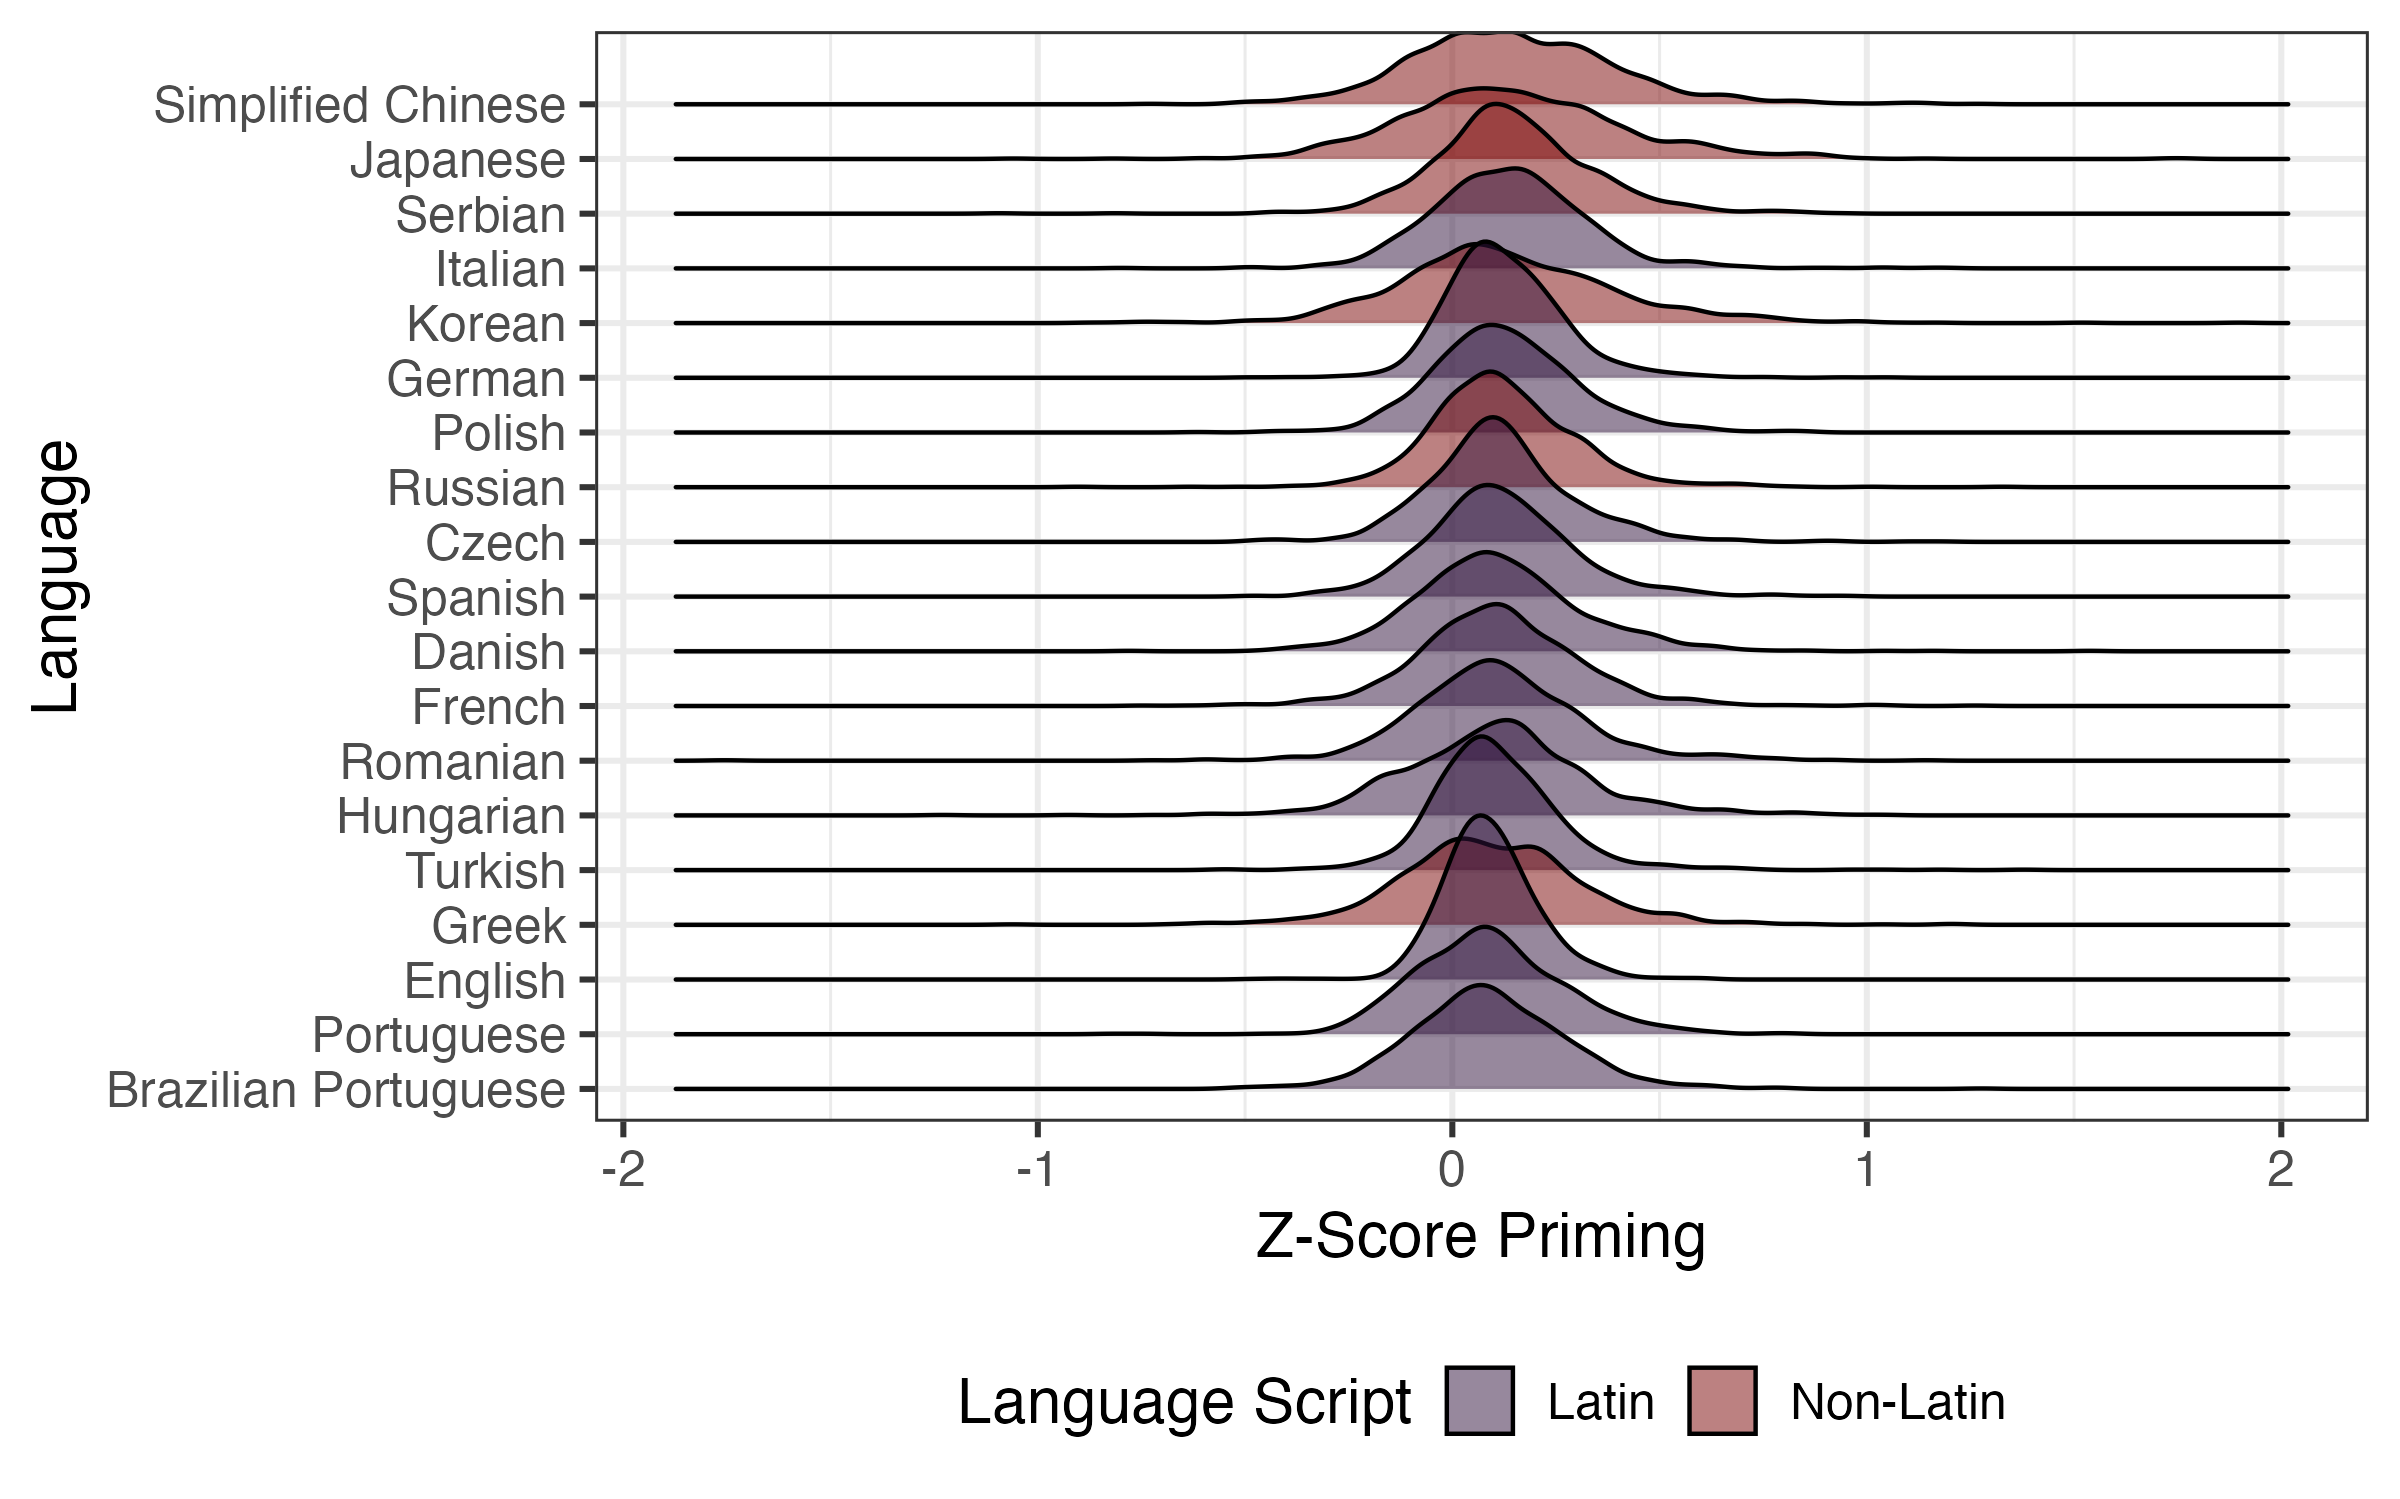 Language
Simplified Chinese
Japanese
Serbian
Italian
Korean
German
Polish
Russian
Czech
Spanish
Danish
French
Romanian
Hungarian
Turkish
Greek
English
Portuguese
Brazilian Portuguese
-2 -1 0 1 2
Z-Score Priming
Language Script Latin Non-Latin